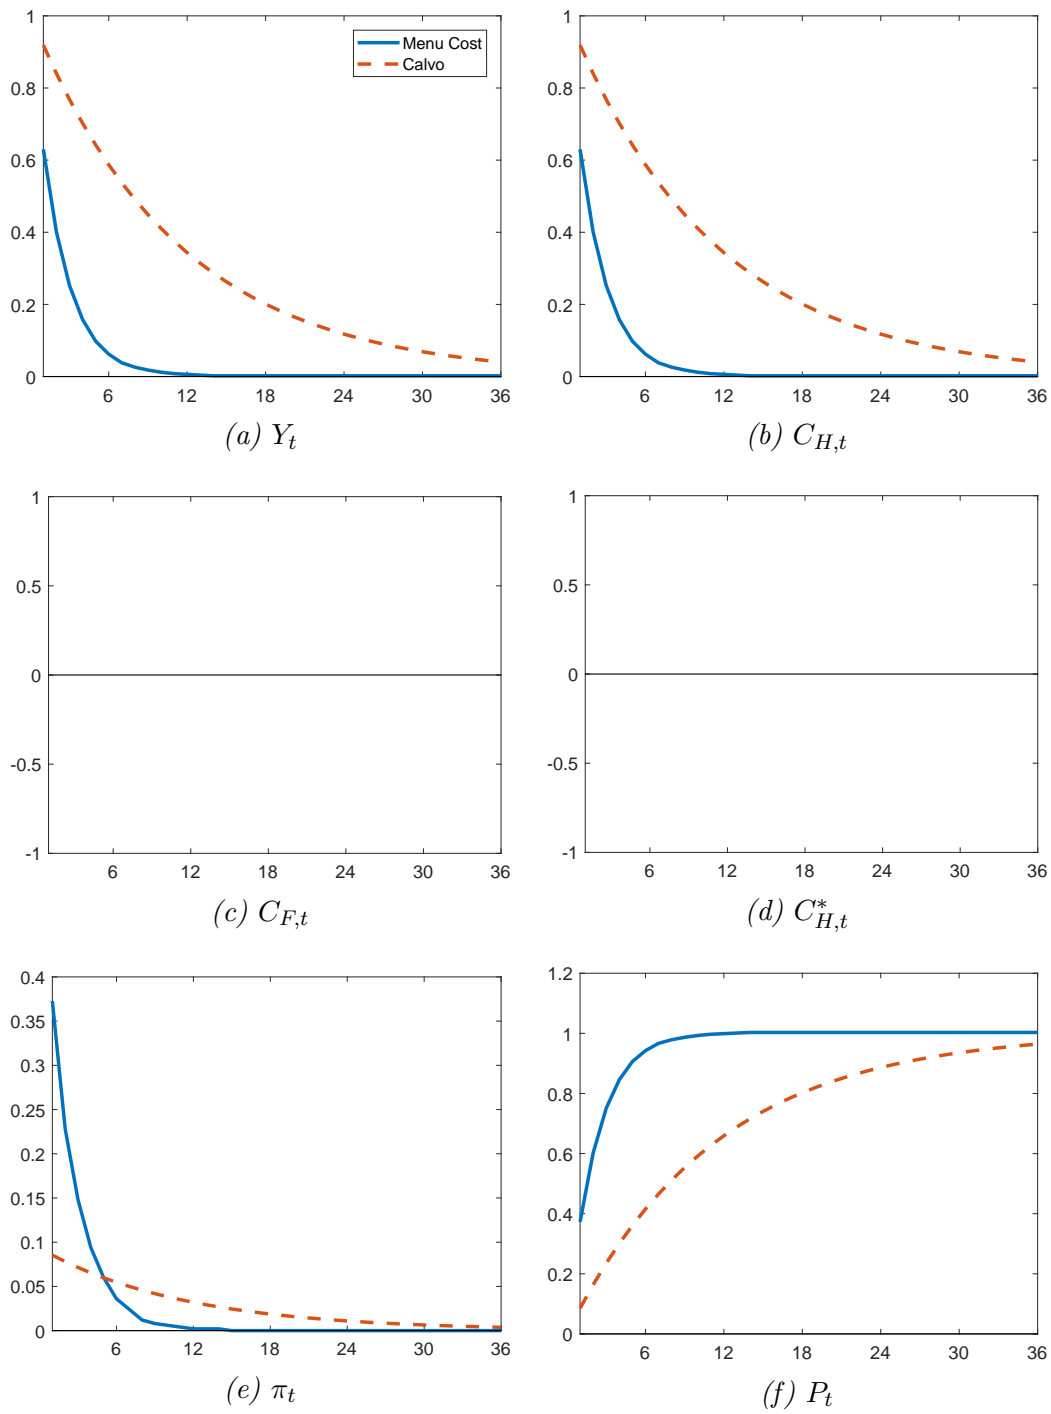 1
0.8
0.6
0.4
0.2
0
6 12 18 24 30 36
Menu Cost
Calvo
(a) Y_t
1
0.8
0.6
0.4
0.2
0
6 12 18 24 30 36
(b) C_{H,t}
1
0.5
0
-0.5
-1
6 12 18 24 30 36
(c) C_{F,t}
1
0.5
0
-0.5
-1
6 12 18 24 30 36
(d) C^*_{H,t}
0.4
0.35
0.3
0.25
0.2
0.15
0.1
0.05
0
6 12 18 24 30 36
(e) π_t
1.2
1
0.8
0.6
0.4
0.2
0
6 12 18 24 30 36
(f) P_t